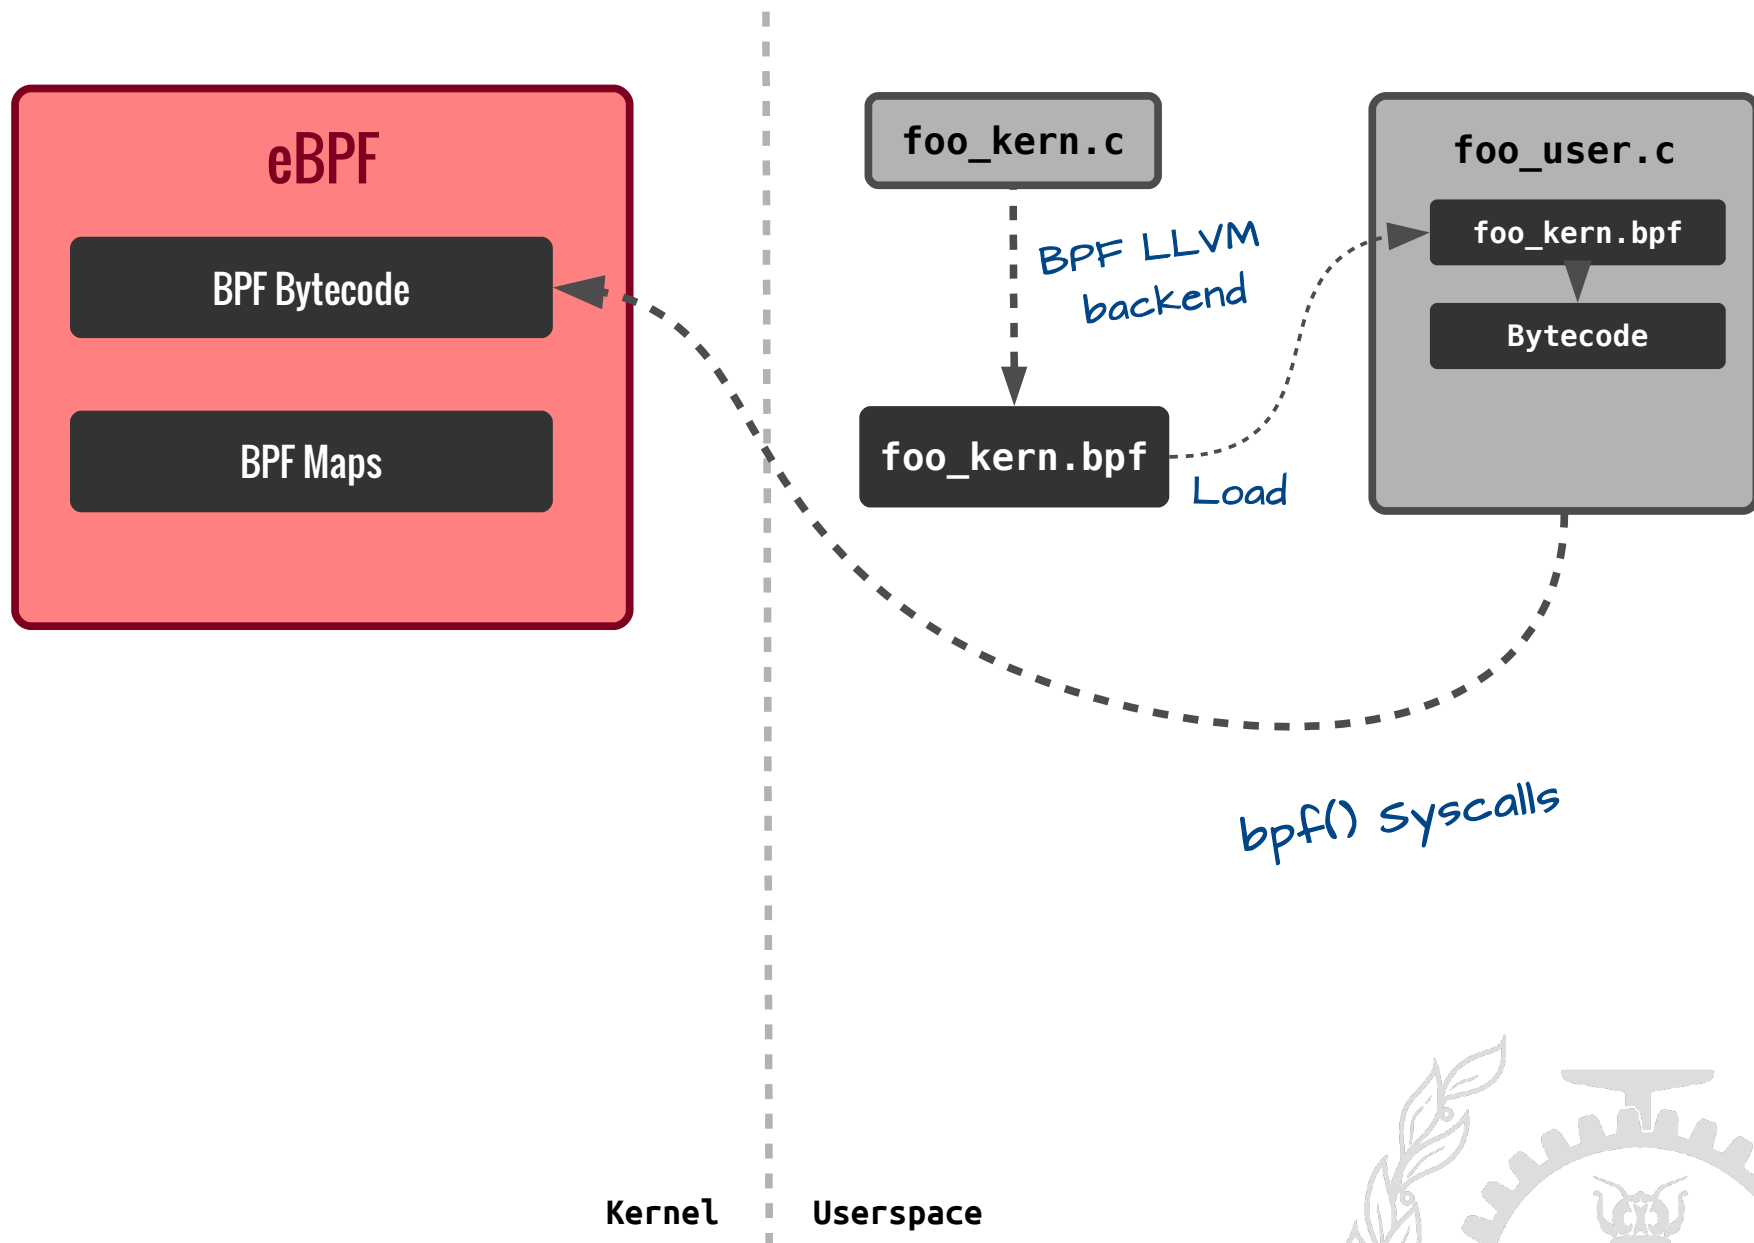 eBPF
BPF Bytecode
BPF Maps
foo_kern.c
BPF LLVM
backend
foo_kern.bpf
Load
foo_user.c
foo_kern.bpf
Bytecode
bpf() Syscalls
Kernel
Userspace